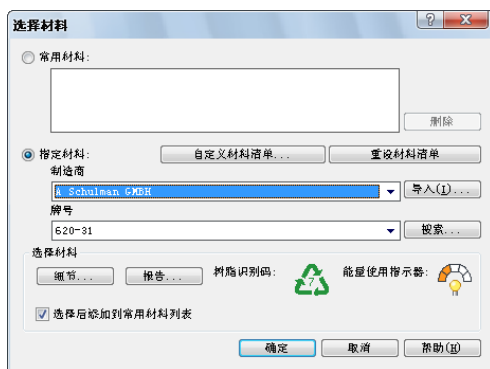 选择材料
常用材料:
删除
指定材料: 自定义材料清单... 重设材料清单
制造商
A Schulman GMBH 导入(I)...
牌号
620-31 搜索...
选择材料
细节... 报告... 树脂识别码: 7 能量使用指示器:
选择后添加到常用材料列表
确定 取消 帮助(H)